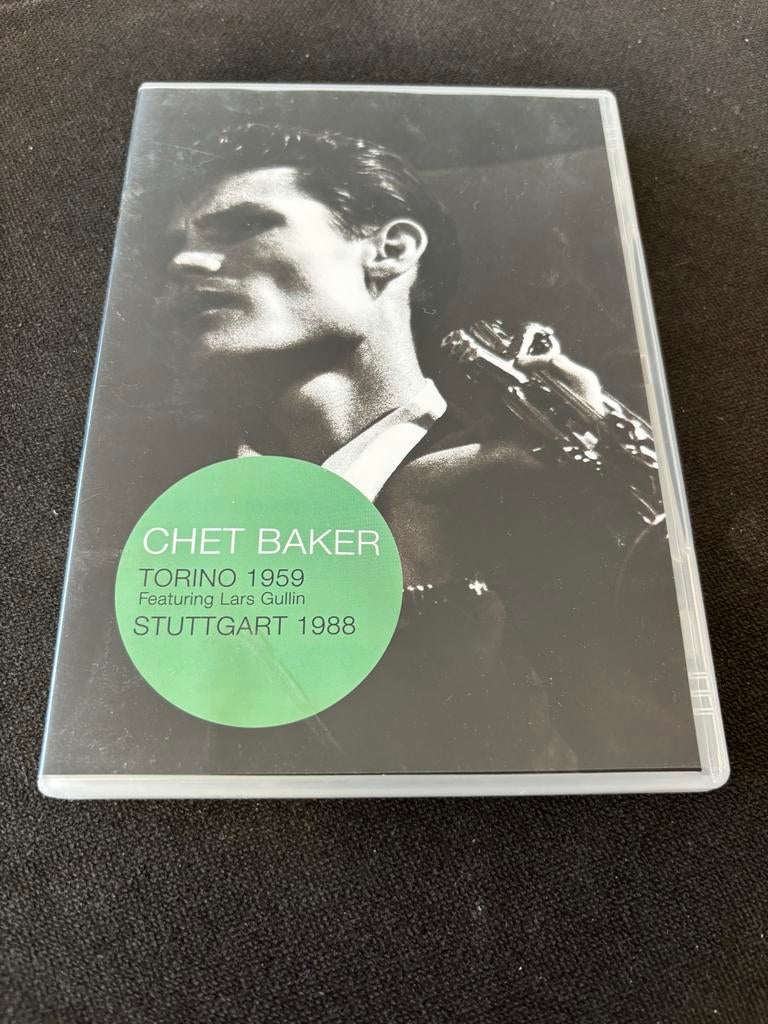 CHET BAKER
TORINO 1959
Featuring Lars Gullin
STUTTGART 1988